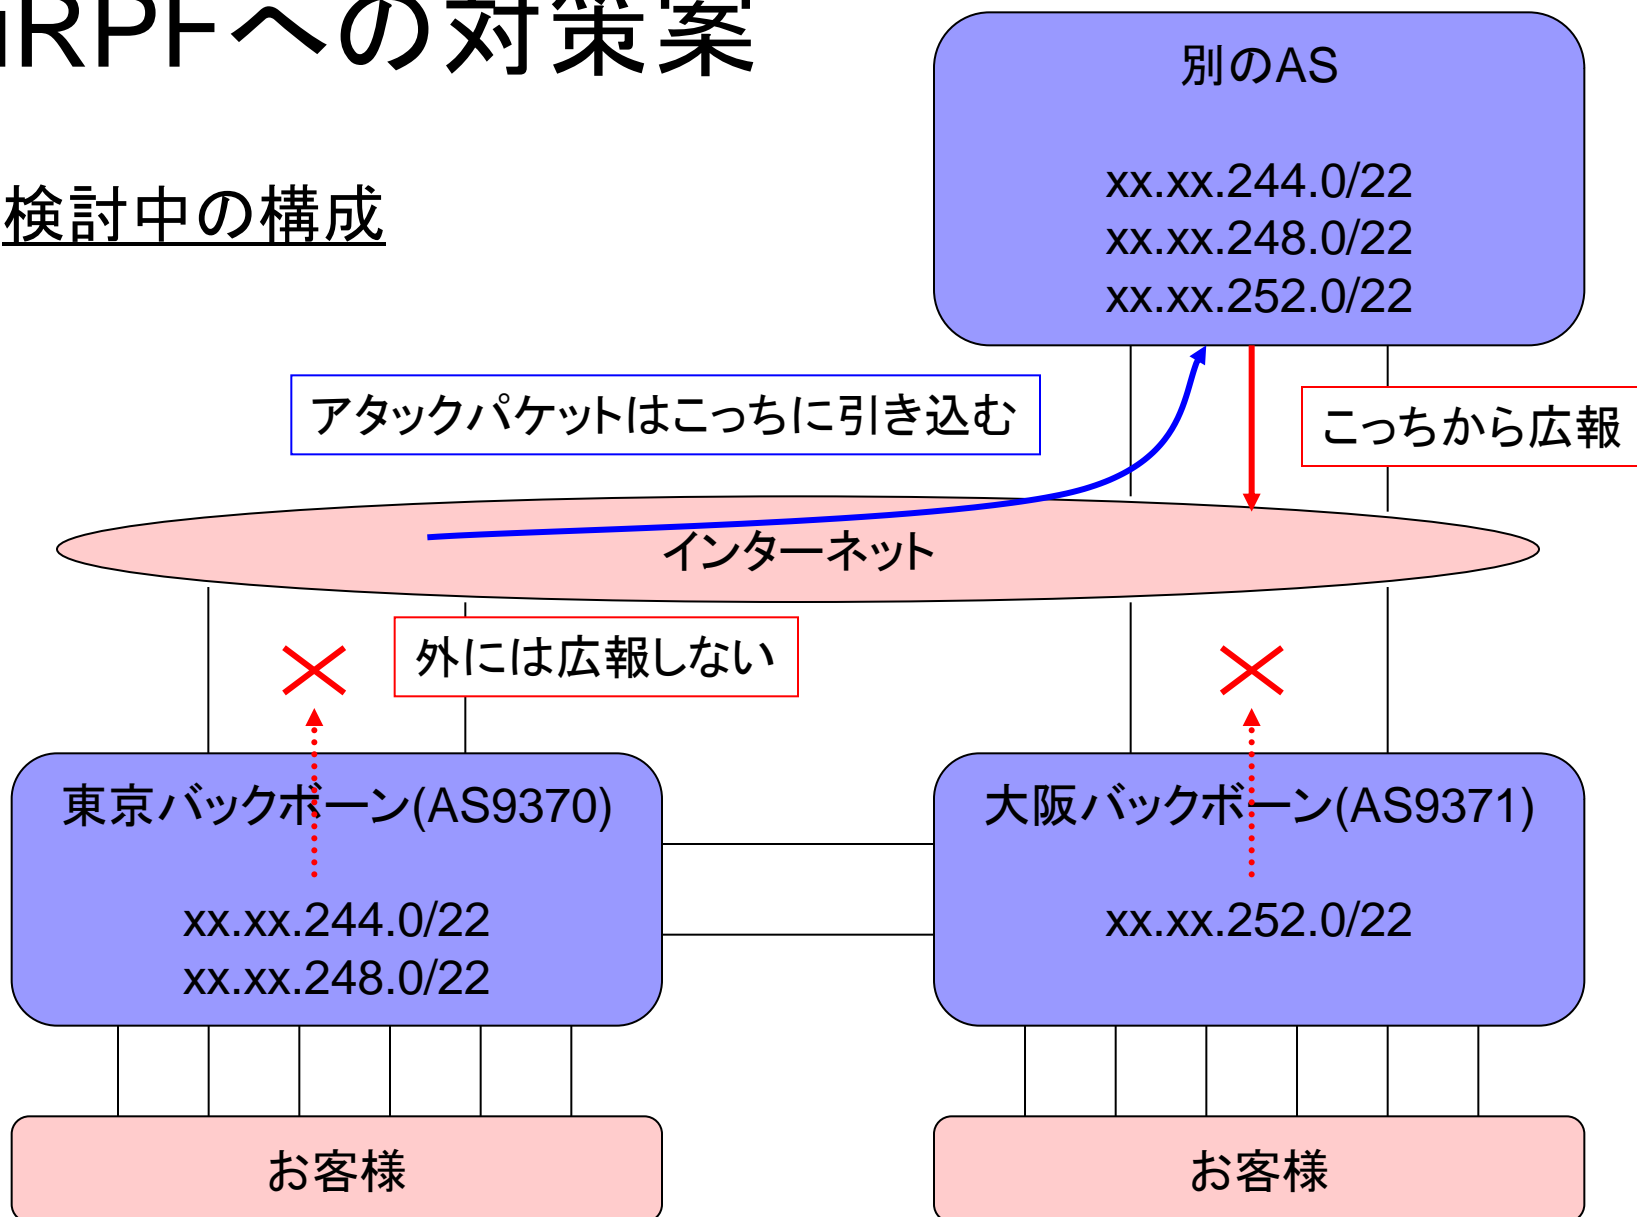 uRPFへの対策案
検討中の構成
別のAS
xx.xx.244.0/22
xx.xx.248.0/22
xx.xx.252.0/22
アタックパケットはこっちに引き込む
こっちから広報
インターネット
外には広報しない
東京バックボーン(AS9370)
xx.xx.244.0/22
xx.xx.248.0/22
大阪バックボーン(AS9371)
xx.xx.252.0/22
お客様
お客様